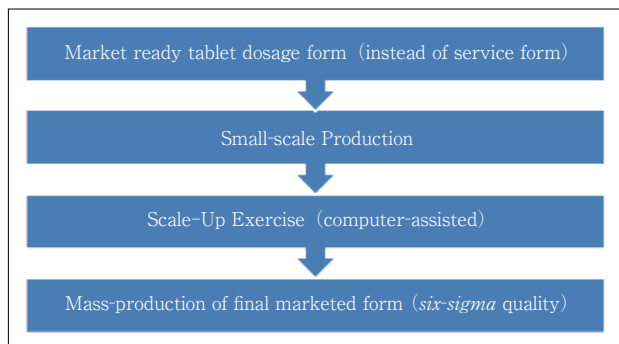 Market ready tablet dosage form (instead of service form)
Small-scale Production
Scale-Up Exercise (computer-assisted)
Mass-production of final marketed form (six-sigma quality)